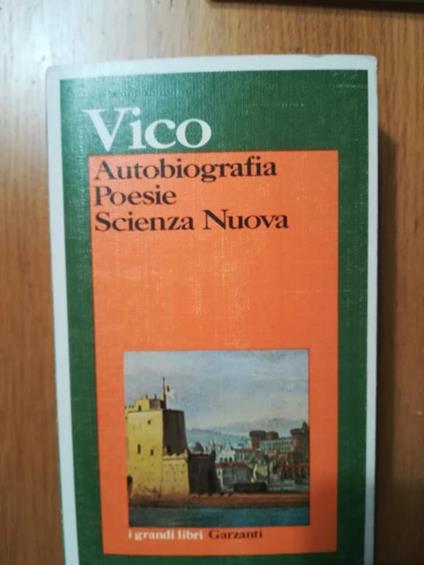 Vico
Autobiografia
Poesie
Scienza Nuova
i grandi libri Garzanti